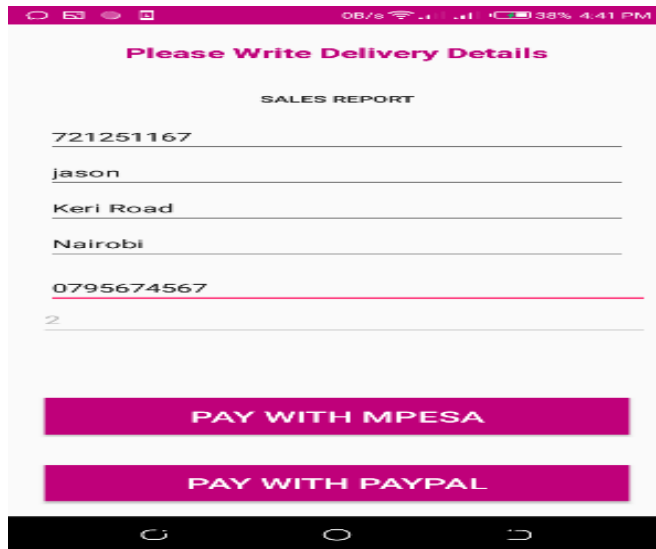 0B/s 38% 4:41 PM
Please Write Delivery Details
SALES REPORT
721251167
jason
Keri Road
Nairobi
0795674567
2
PAY WITH MPESA
PAY WITH PAYPAL